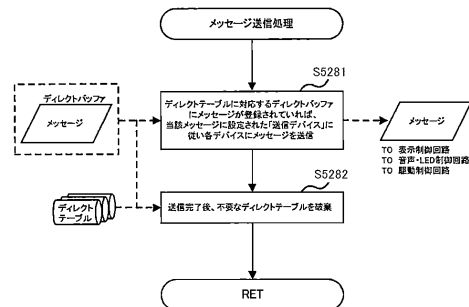 メッセージ送信処理
S5281
ディレクトバッファ
メッセージ
ディレクトテーブルに対応するディレクトバッファ
にメッセージが登録されていれば、
当該メッセージに設定された「送信デバイス」に
従い各デバイスにメッセージを送信
メッセージ
TO 表示制御回路
TO 音声・LED制御回路
TO 駆動制御回路
S5282
ディレクト
テーブル
送信完了後、不要なディレクトテーブルを破棄
RET